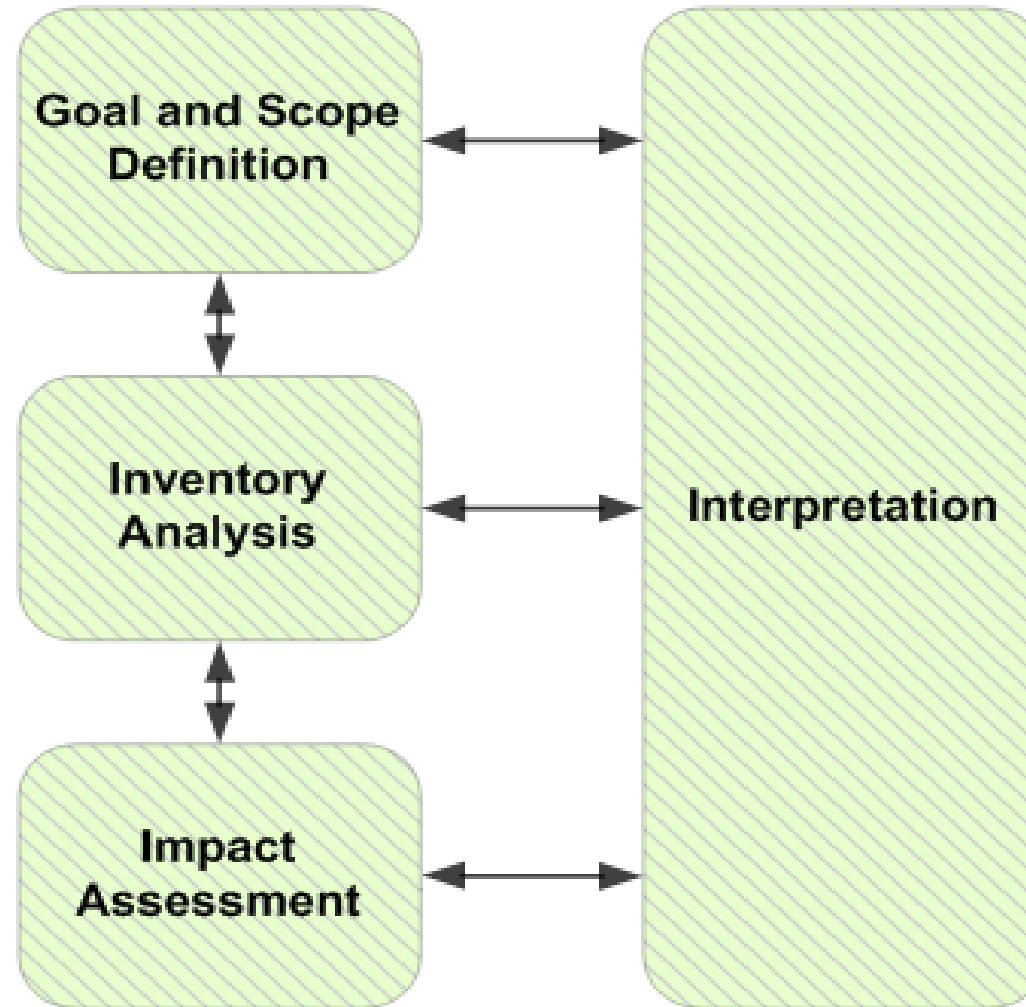 Goal and Scope
Definition
Inventory
Analysis
Interpretation
Impact
Assessment